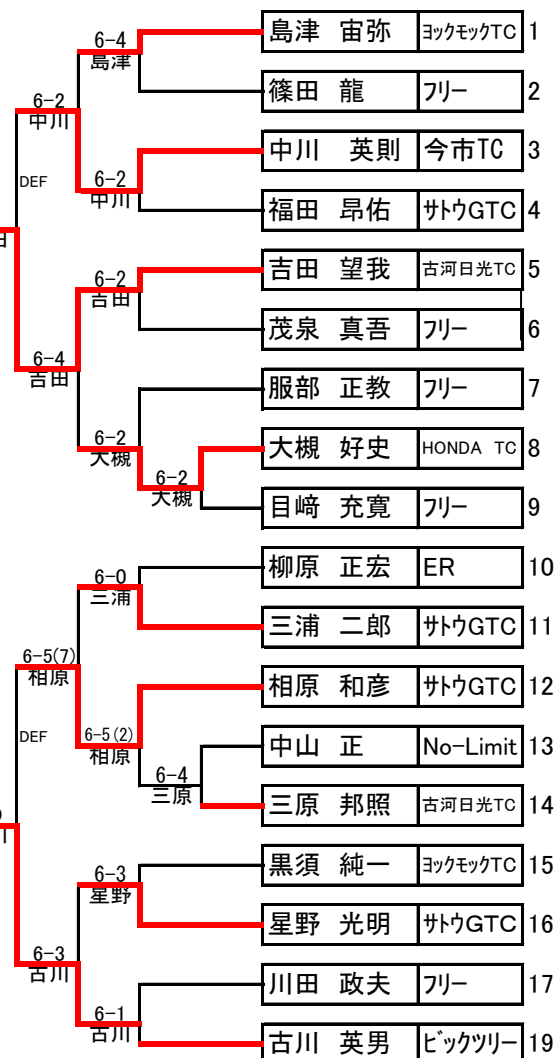 6-4
島津 宙弥 ヨックモックTC 1
島津
篠田 龍 フリー 2
6-2
中川
中川 英則 今市TC 3
DEF
6-2
中川
福田 昂佑 サトウGTC 4
吉田 望我 古河日光TC 5
6-2
吉田
茂泉 真吾 フリー 6
6-4
吉田
服部 正教 フリー 7
6-2
大槻
大槻 好史 HONDA TC 8
6-2
大槻
目崎 充寛 フリー 9
柳原 正宏 ER 10
6-0
三浦
三浦 二郎 サトウGTC 11
6-5(7)
相原
相原 和彦 サトウGTC 12
DEF
6-5(2)
相原
中山 正 No-Limit 13
6-4
三原
三原 邦照 古河日光TC 14
黒須 純一 ヨックモックTC 15
6-3
星野
星野 光明 サトウGTC 16
6-3
古川
川田 政夫 フリー 17
6-1
古川
古川 英男 ビックツリー 19